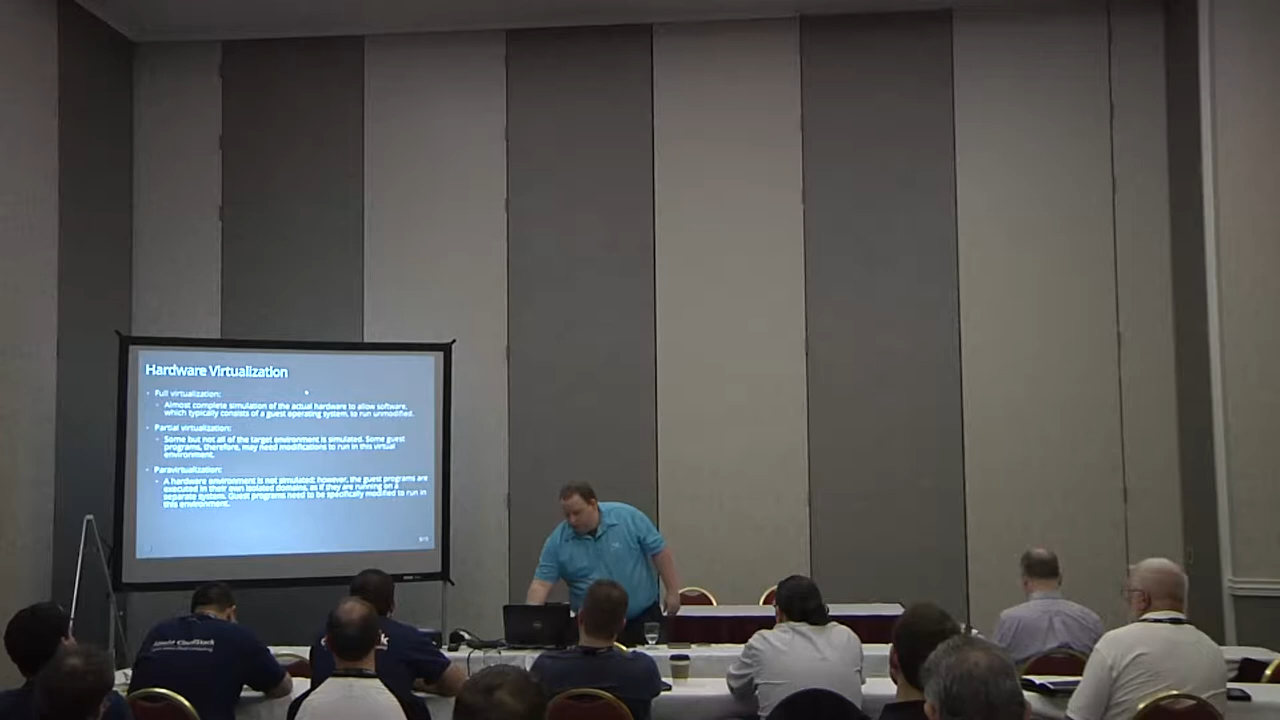 Hardware Virtualization
• Full virtualization:
• Almost complete simulation of the actual hardware to allow software,
which typically consists of a guest operating system, to run unmodified.
• Partial virtualization:
• Some but not all of the target environment is simulated. Some guest
programs, therefore, may need modifications to run in this virtual
environment.
• Paravirtualization:
• A hardware environment is not simulated; however, the guest programs are
executed in their own isolated domains, as if they are running on a
separate system. Guest programs need to be specifically modified to run in
this environment.